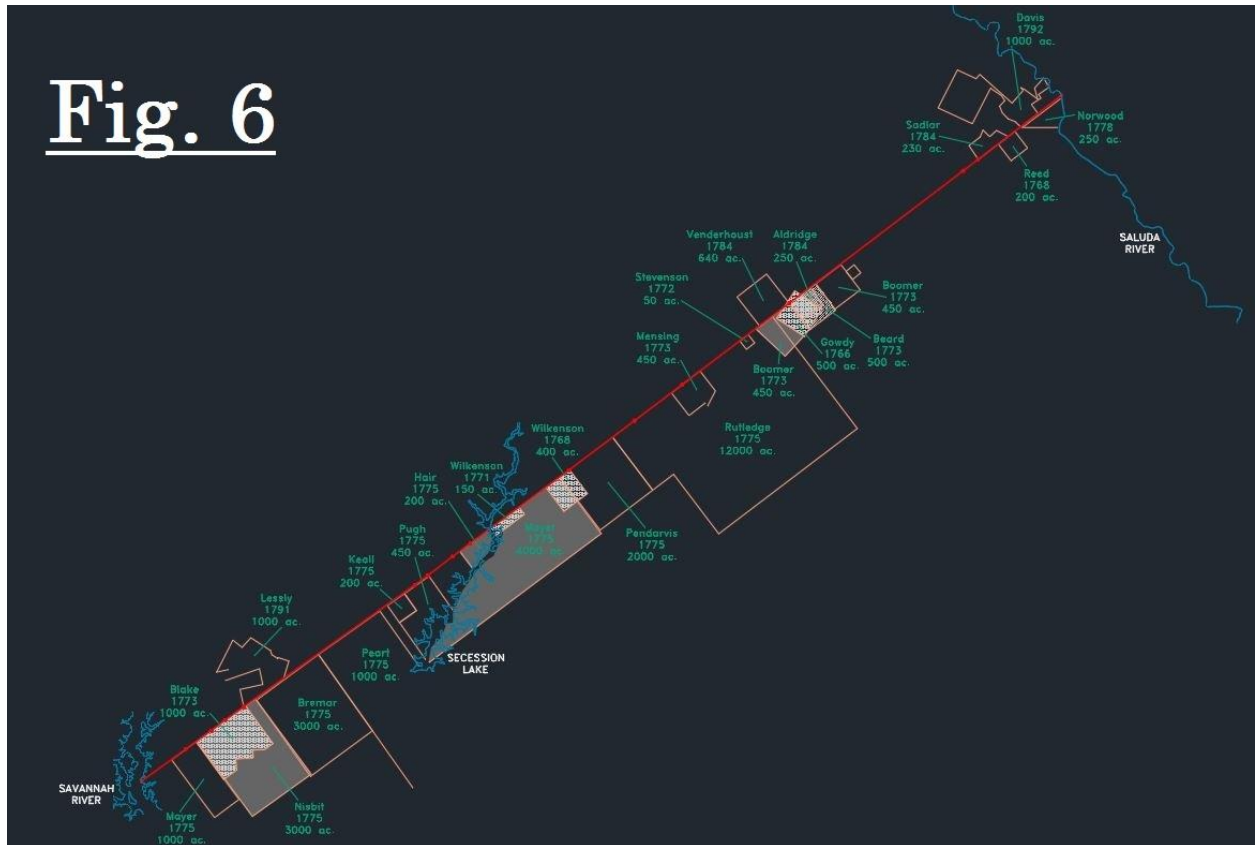 Fig. 6
Davis
1792
1000 ac.
Norwood
1778
250 ac.
Sadlar
1784
230 ac.
Reed
1768
200 ac.
SALUDA
RIVER
Venderhoust
1784
640 ac.
Aldridge
1784
250 ac.
Stevenson
1772
50 ac.
Boomer
1773
450 ac.
Mensing
1773
450 ac.
Gowdy
1766
500 ac.
Beard
1773
500 ac.
Boomer
1773
450 ac.
Rutledge
1775
12000 ac.
Wilkenson
1768
400 ac.
Wilkenson
1771
150 ac.
Hair
1775
200 ac.
Mayer
1775
4000 ac.
Pugh
1775
450 ac.
Pendarvis
1775
2000 ac.
Keall
1775
200 ac.
Lessly
1791
1000 ac.
SECESSION
LAKE
Peart
1775
1000 ac.
Blake
1773
1000 ac.
Bremar
1775
3000 ac.
SAVANNAH
RIVER
Nisbit
1775
3000 ac.
Mayer
1775
1000 ac.